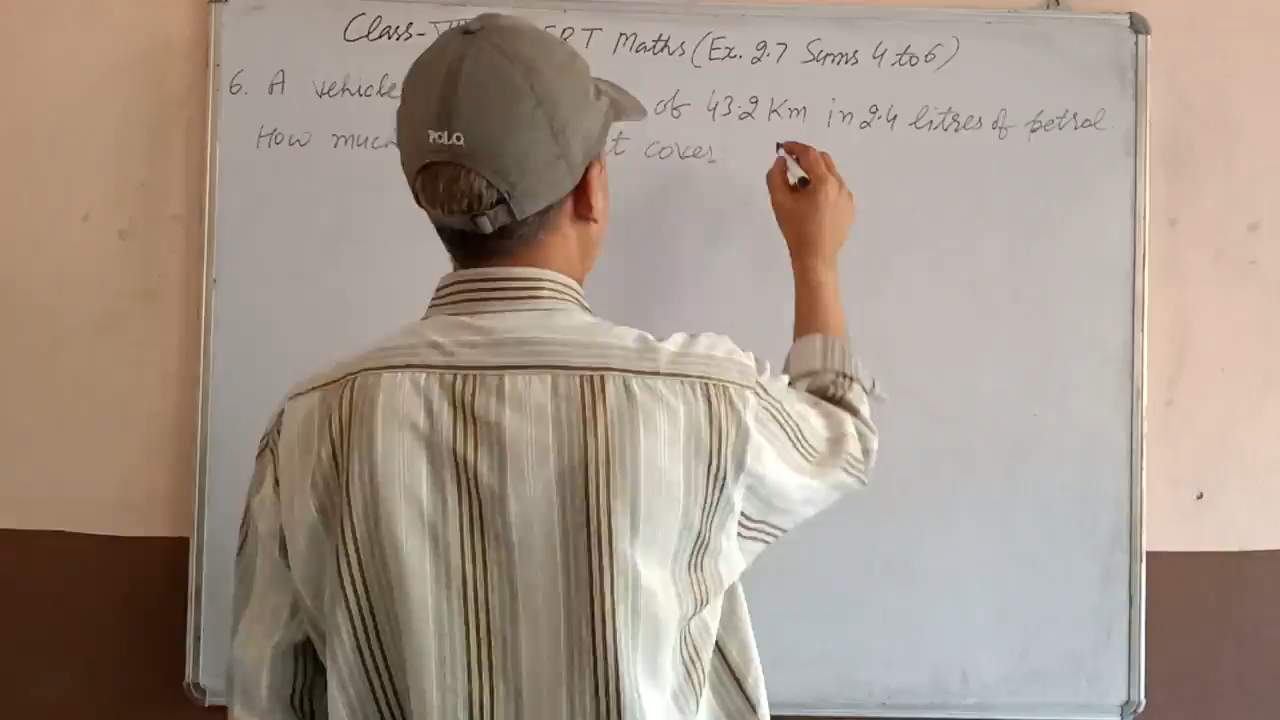 Class-VII ERT Maths (Ex. 2.7 Sums 4 to 6)
6. A vehicle of 43.2 Km in 2.4 litres of petrol.
How much t cover
POLO